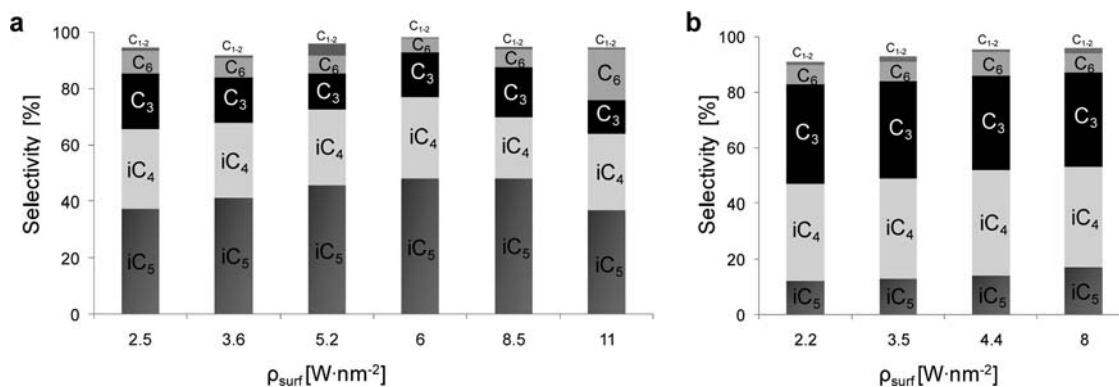 a
Selectivity [%]
100
80
60
40
20
0
C₁₋₂ C₁₋₂ C₁₋₂ C₁₋₂ C₁₋₂ C₁₋₂
C₆ C₆ C₆ C₆ C₆ C₆
C₃ C₃ C₃ C₃ C₃ C₃
iC₄ iC₄ iC₄ iC₄ iC₄ iC₄
iC₅ iC₅ iC₅ iC₅ iC₅ iC₅
2.5 3.6 5.2 6 8.5 11
ρsurf [W·nm⁻²]
b
Selectivity [%]
100
80
60
40
20
0
C₁₋₂ C₁₋₂ C₁₋₂ C₁₋₂
C₆ C₆ C₆ C₆
C₃ C₃ C₃ C₃
iC₄ iC₄ iC₄ iC₄
iC₅ iC₅ iC₅ iC₅
2.2 3.5 4.4 8
ρsurf [W·nm⁻²]